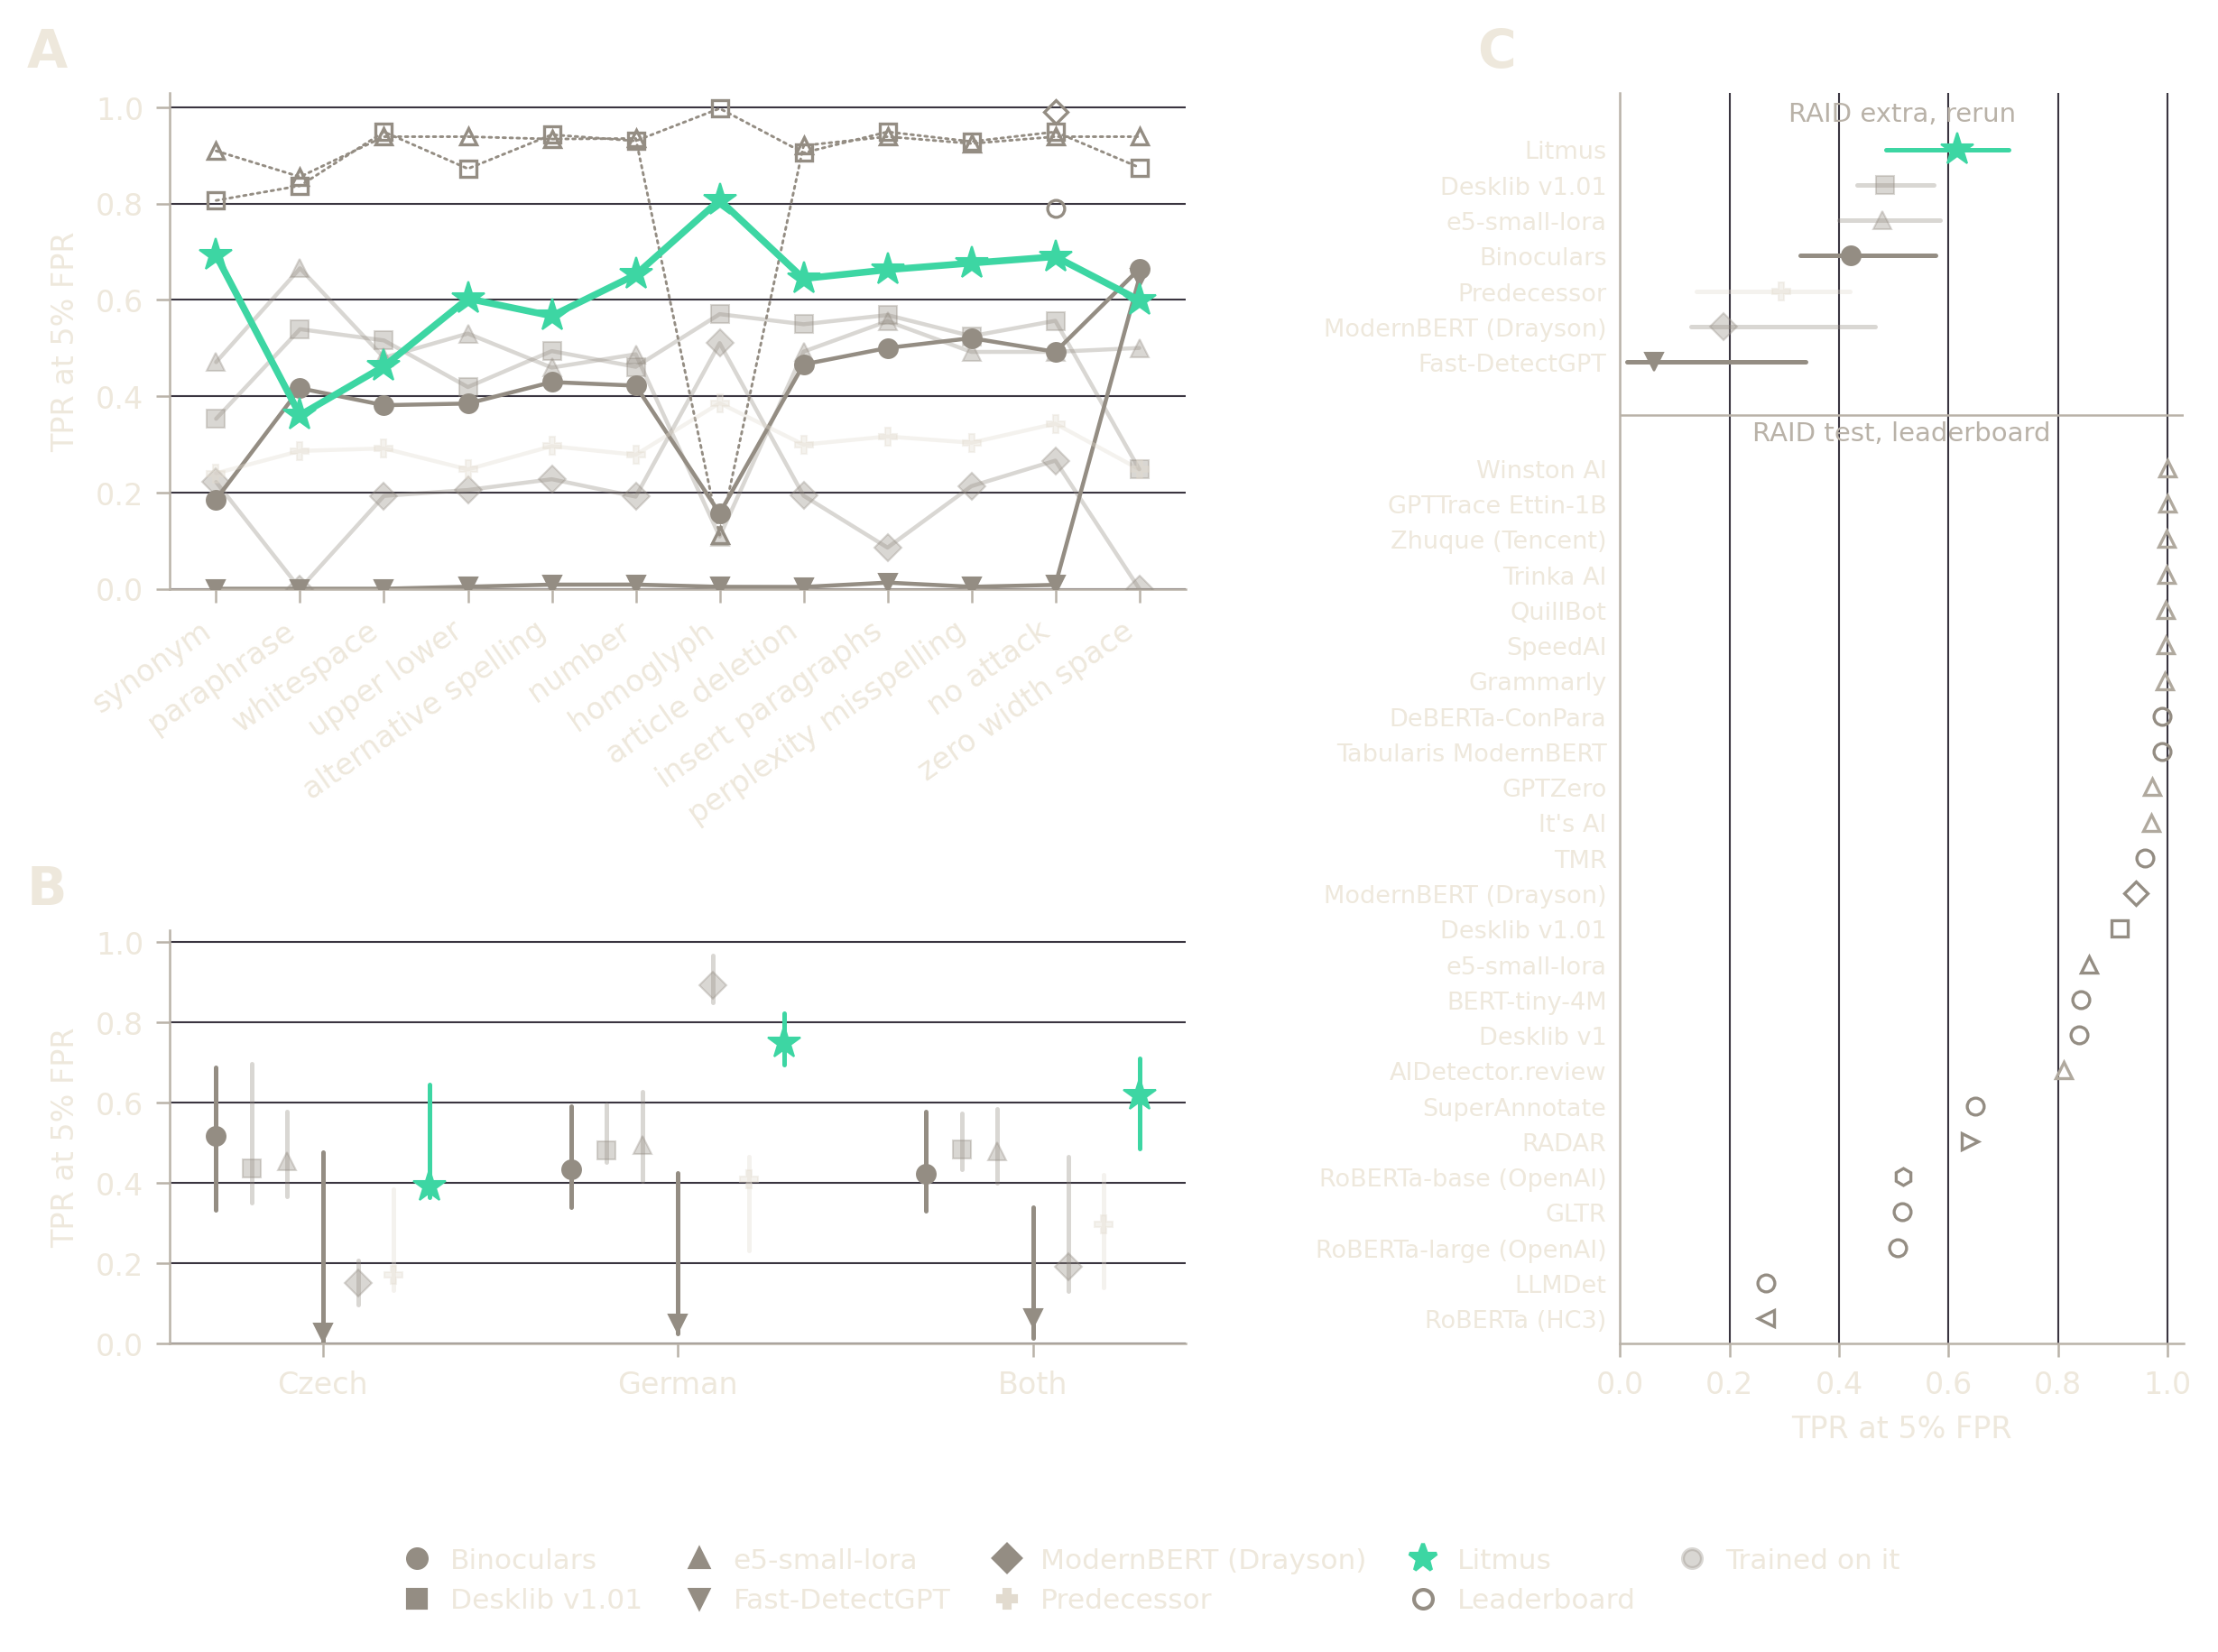 A
1.0
0.8
0.6
0.4
0.2
0.0
TPR at 5% FPR
synonym
paraphrase
whitespace
upper lower
alternative spelling
number
homoglyph
article deletion
insert paragraphs
perplexity misspelling
no attack
zero width space
B
1.0
0.8
0.6
0.4
0.2
0.0
TPR at 5% FPR
Czech
German
Both
C
RAID extra, rerun
Litmus
Desklib v1.01
e5-small-lora
Binoculars
Predecessor
ModernBERT (Drayson)
Fast-DetectGPT
RAID test, leaderboard
Winston AI
GPTTrace Ettin-1B
Zhuque (Tencent)
Trinka AI
QuillBot
SpeedAI
Grammarly
DeBERTa-ConPara
Tabularis ModernBERT
GPTZero
It's AI
TMR
ModernBERT (Drayson)
Desklib v1.01
e5-small-lora
BERT-tiny-4M
Desklib v1
AIDetector.review
SuperAnnotate
RADAR
RoBERTa-base (OpenAI)
GLTR
RoBERTa-large (OpenAI)
LLMDet
RoBERTa (HC3)
0.0 0.2 0.4 0.6 0.8 1.0
TPR at 5% FPR
Binoculars e5-small-lora ModernBERT (Drayson) Litmus Trained on it
Desklib v1.01 Fast-DetectGPT Predecessor Leaderboard